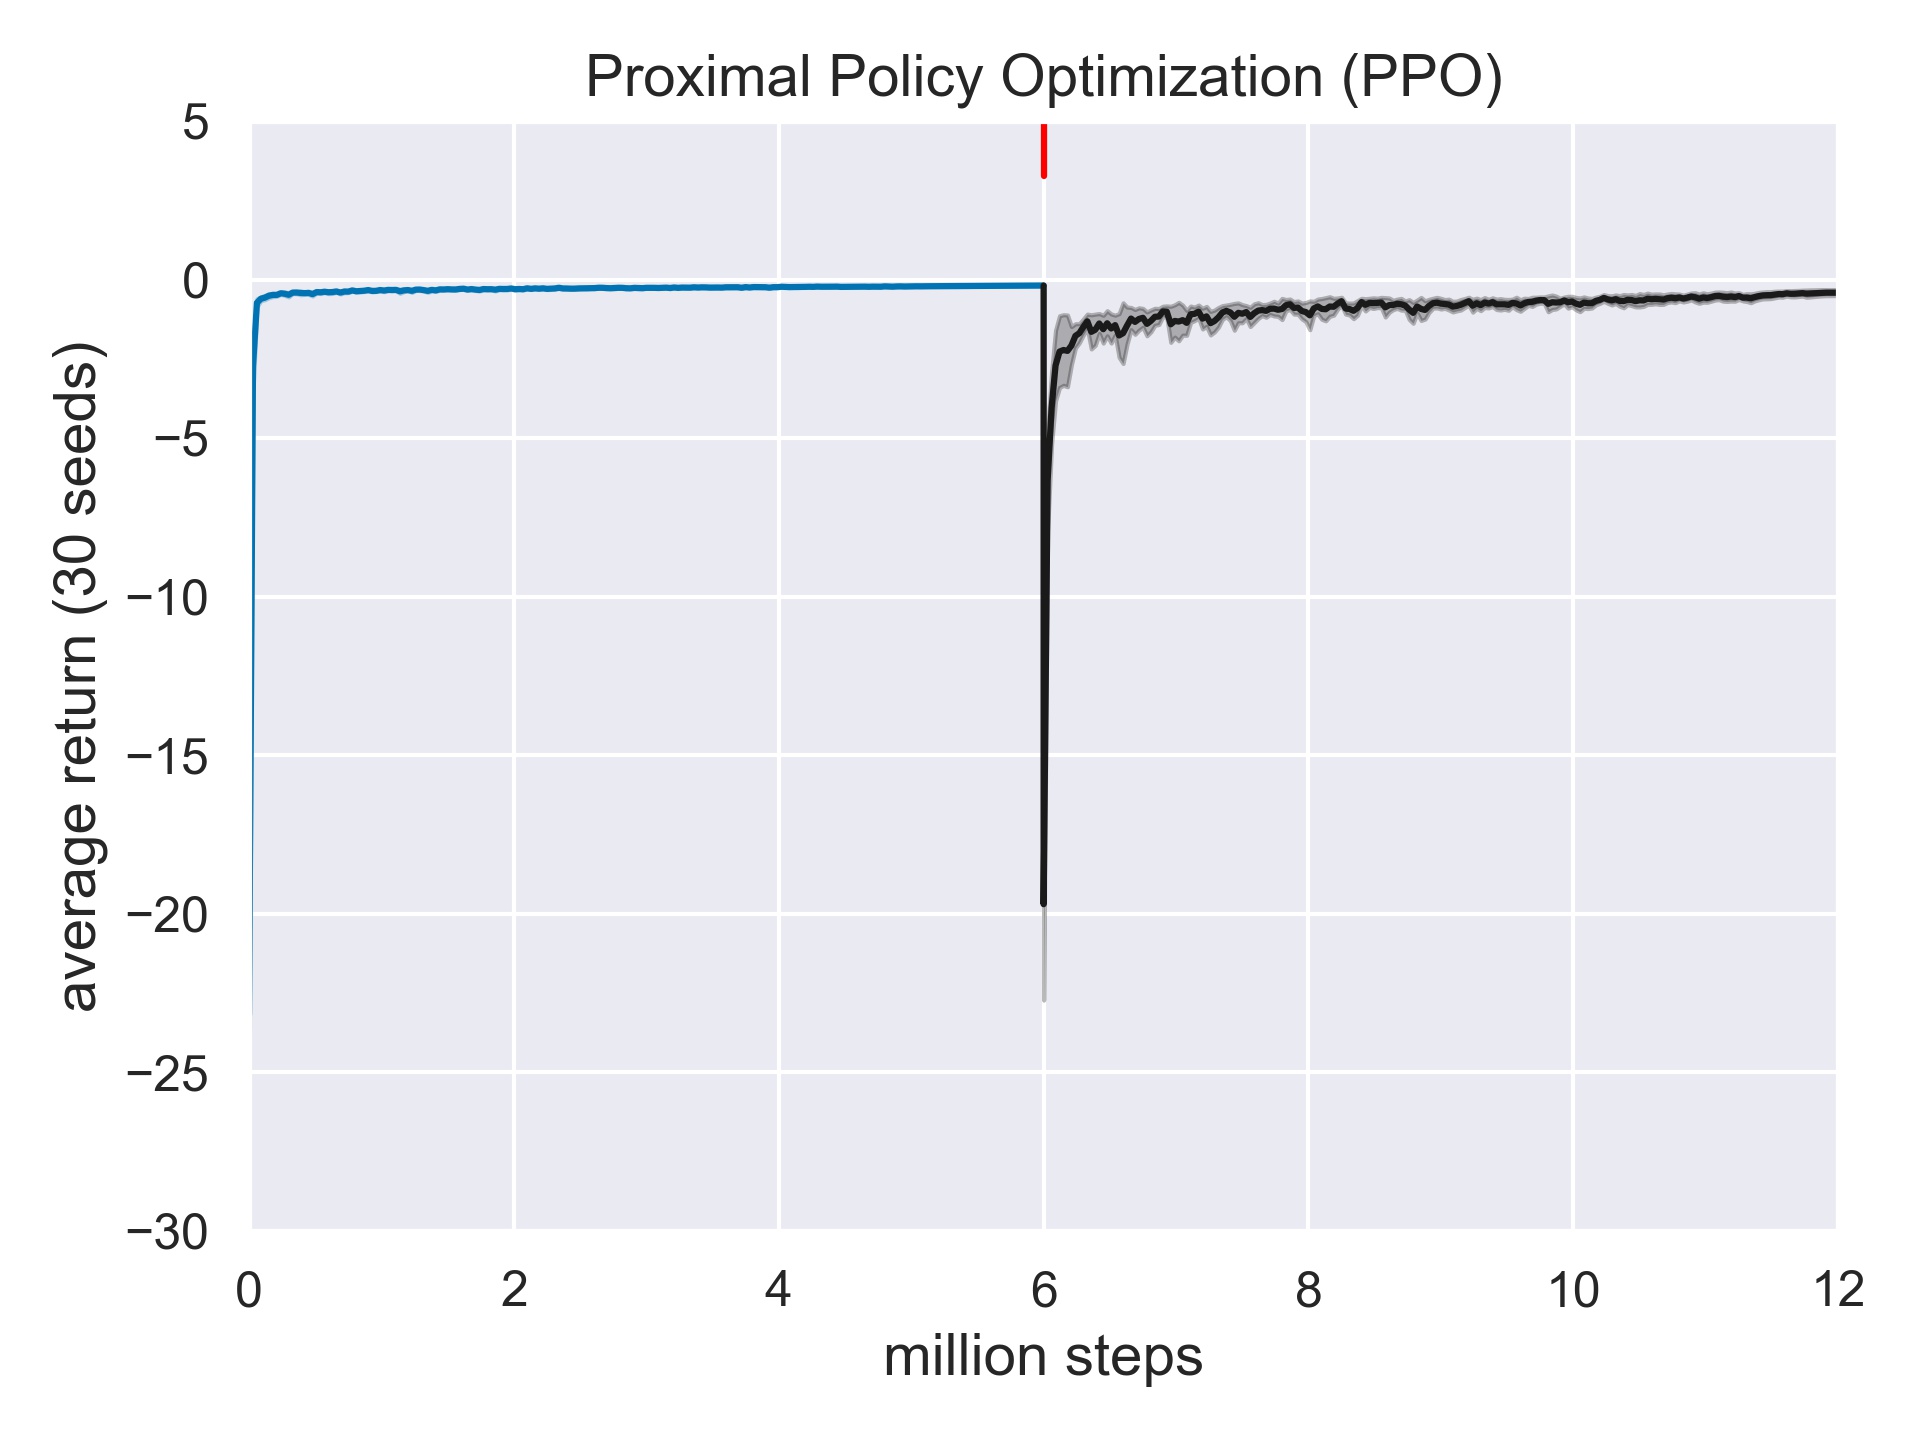 Proximal Policy Optimization (PPO)
5
0
−5
−10
−15
−20
−25
−30
average return (30 seeds)
0 2 4 6 8 10 12
million steps